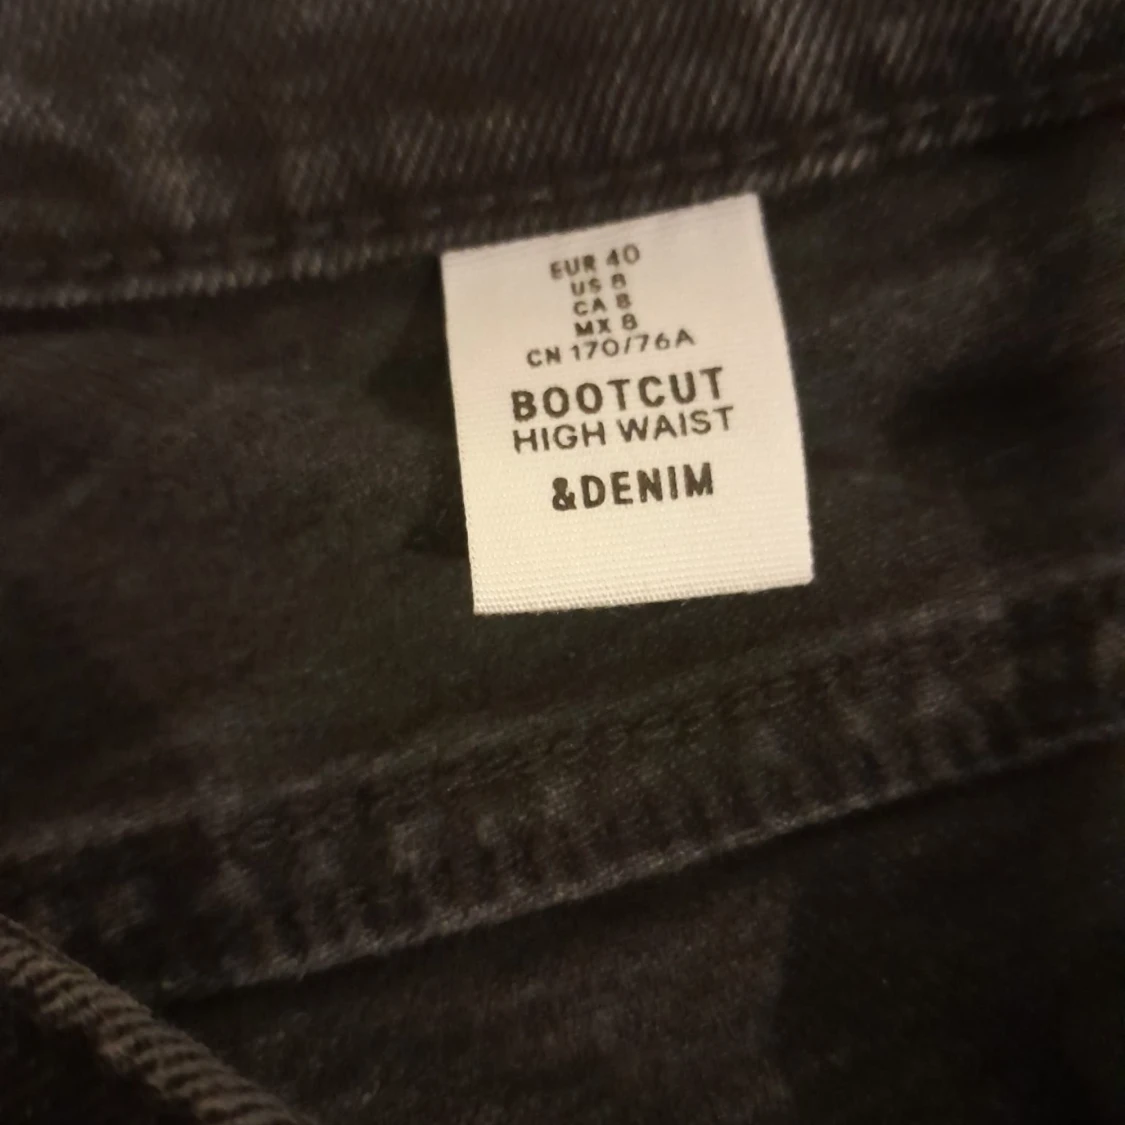 EUR 40
US 8
CA 8
MX 8
CN 170/76A
BOOTCUT
HIGH WAIST
&DENIM